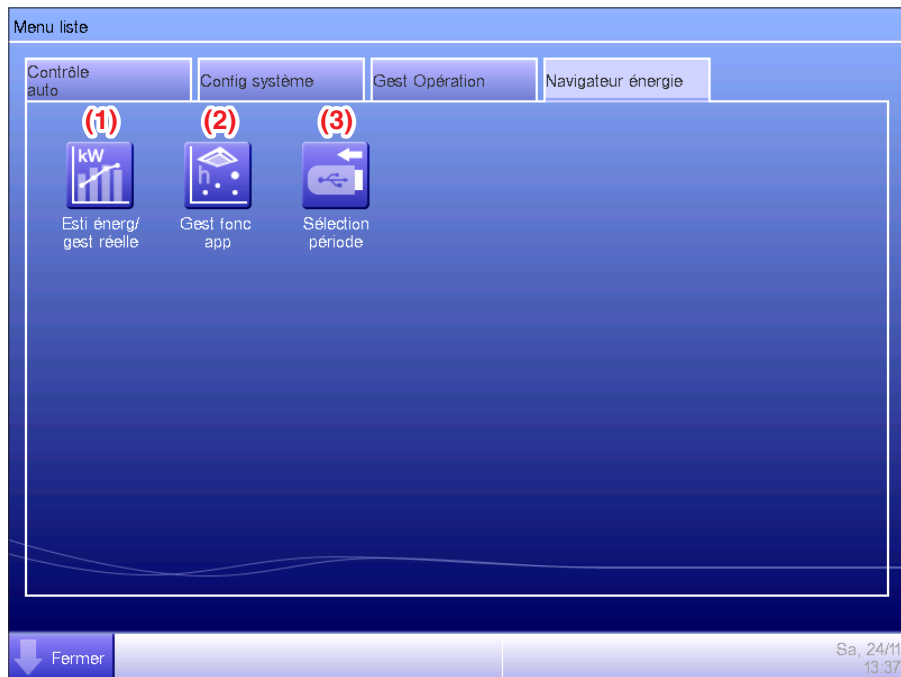 Menu liste
Contrôle
auto
Config système
Gest Opération
Navigateur énergie
(1)
(2)
(3)
kW
h
Esti énerg/
gest réelle
Gest fonc
app
Sélection
période
Fermer
Sa, 24/11
13:37